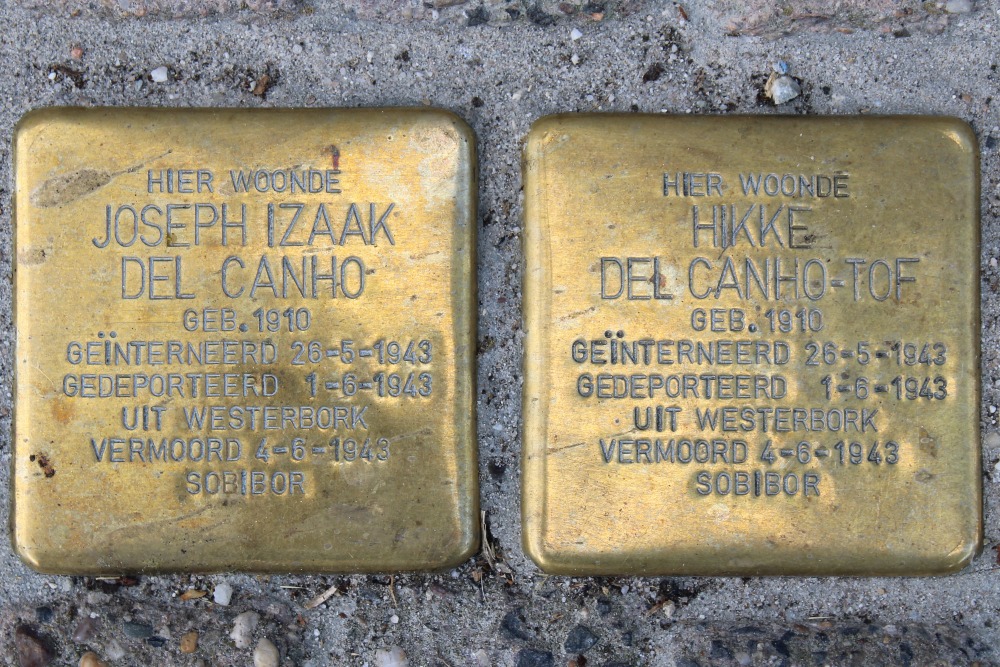 HIER WOONDE
JOSEPH IZAAK
DEL CANHO
GEB. 1910
GEÏNTERNEERD 26-5-1943
GEDEPORTEERD 1-6-1943
UIT WESTERBORK
VERMOORD 4-6-1943
SOBIBOR
HIER WOONDE
HIKKE
DEL CANHO-TOF
GEB. 1910
GEÏNTERNEERD 26-5-1943
GEDEPORTEERD 1-6-1943
UIT WESTERBORK
VERMOORD 4-6-1943
SOBIBOR